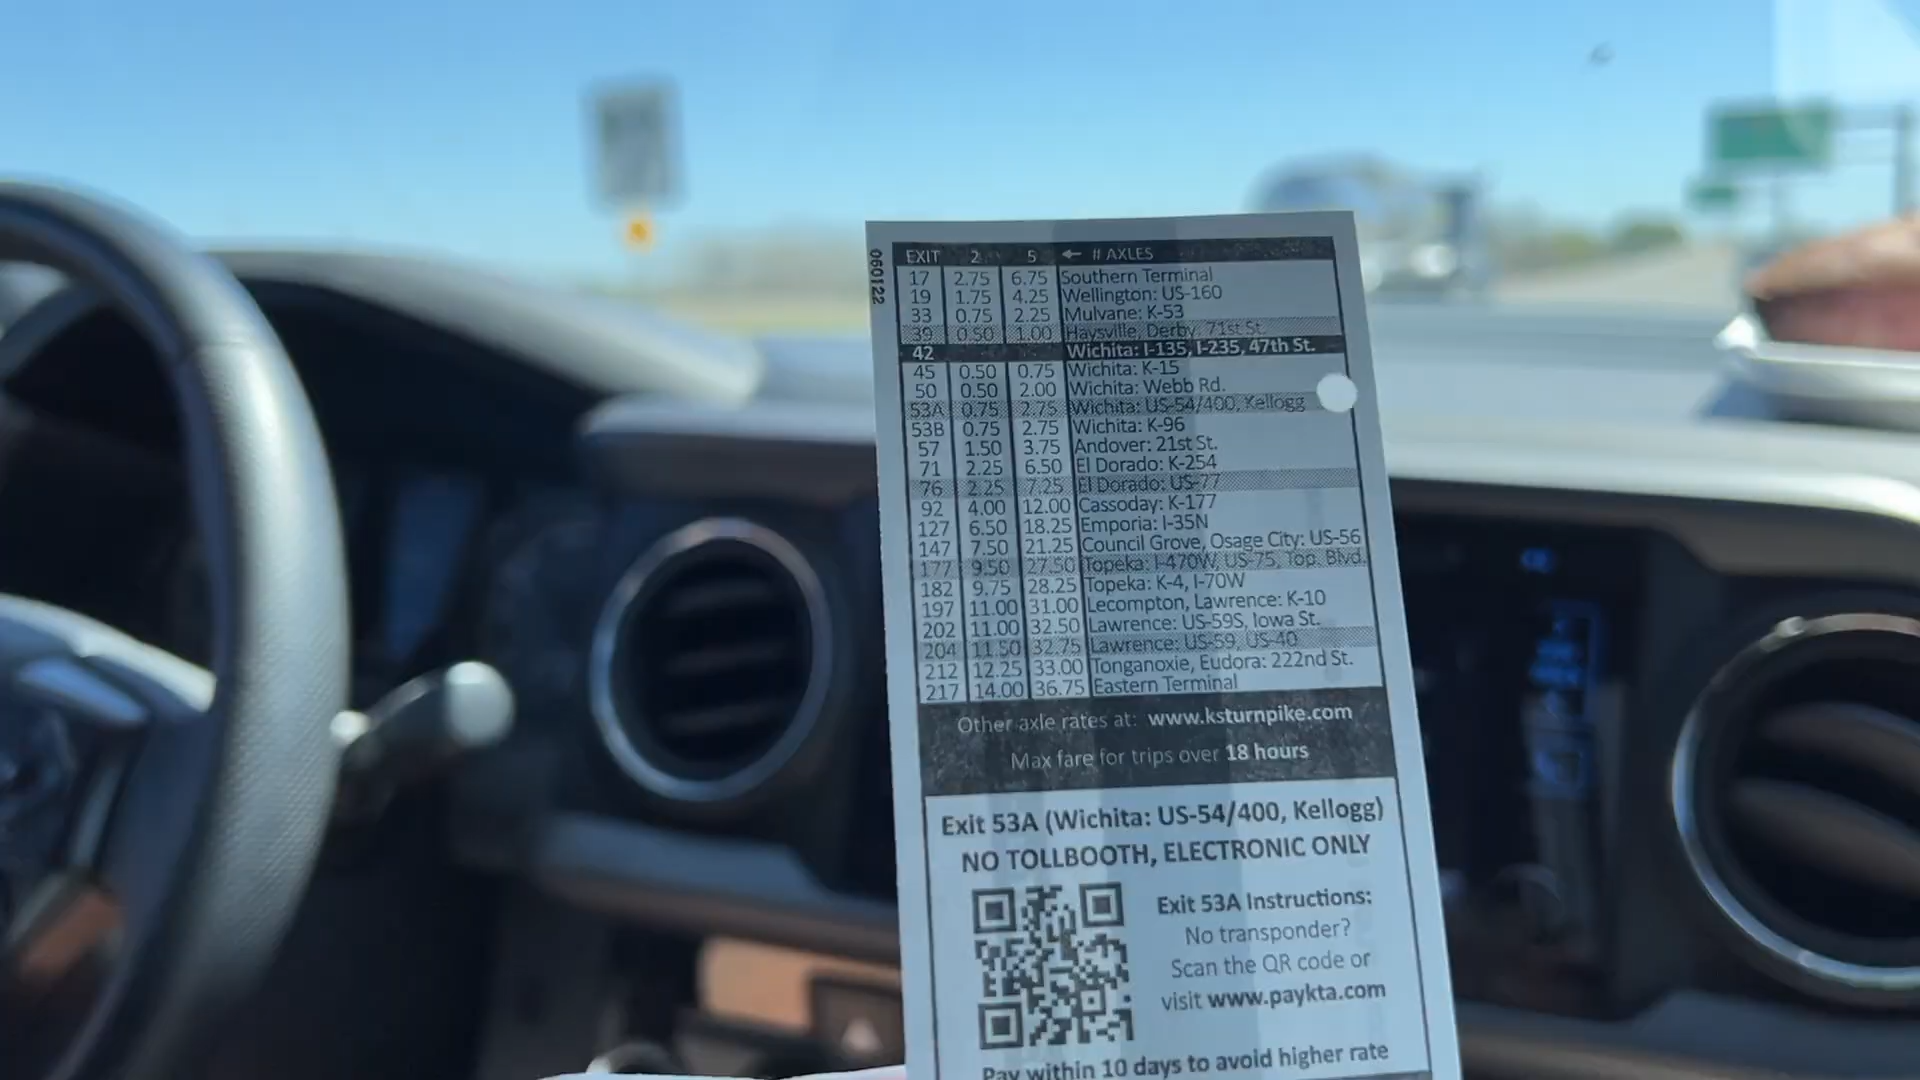 060122
EXIT 2 5 ← # AXLES
17 2.75 6.75 Southern Terminal
19 1.75 4.25 Wellington: US-160
33 0.75 2.25 Mulvane: K-53
39 0.50 1.00 Haysville, Derby: 71st St.
42 Wichita: I-135, I-235, 47th St.
45 0.50 0.75 Wichita: K-15
50 0.50 2.00 Wichita: Webb Rd.
53A 0.75 2.75 Wichita: US-54/400, Kellogg
53B 0.75 2.75 Wichita: K-96
57 1.50 3.75 Andover: 21st St.
71 2.25 6.50 El Dorado: K-254
76 2.25 7.25 El Dorado: US-77
92 4.00 12.00 Cassoday: K-177
127 6.50 18.25 Emporia: I-35N
147 7.50 21.25 Council Grove, Osage City: US-56
177 9.50 27.50 Topeka: I-470W, US-75, Top. Blvd.
182 9.75 28.25 Topeka: K-4, I-70W
197 11.00 31.00 Lecompton, Lawrence: K-10
202 11.00 32.50 Lawrence: US-59S, Iowa St.
204 11.50 32.75 Lawrence: US-59, US-40
212 12.25 33.00 Tonganoxie, Eudora: 222nd St.
217 14.00 36.75 Eastern Terminal
Other axle rates at: www.ksturnpike.com
Max fare for trips over 18 hours
Exit 53A (Wichita: US-54/400, Kellogg)
NO TOLLBOOTH, ELECTRONIC ONLY
Exit 53A Instructions:
No transponder?
Scan the QR code or
visit www.paykta.com
Pay within 10 days to avoid higher rate